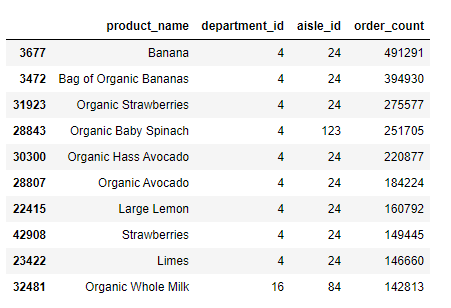 product_name department_id aisle_id order_count
3677 Banana 4 24 491291
3472 Bag of Organic Bananas 4 24 394930
31923 Organic Strawberries 4 24 275577
28843 Organic Baby Spinach 4 123 251705
30300 Organic Hass Avocado 4 24 220877
28807 Organic Avocado 4 24 184224
22415 Large Lemon 4 24 160792
42908 Strawberries 4 24 149445
23422 Limes 4 24 146660
32481 Organic Whole Milk 16 84 142813